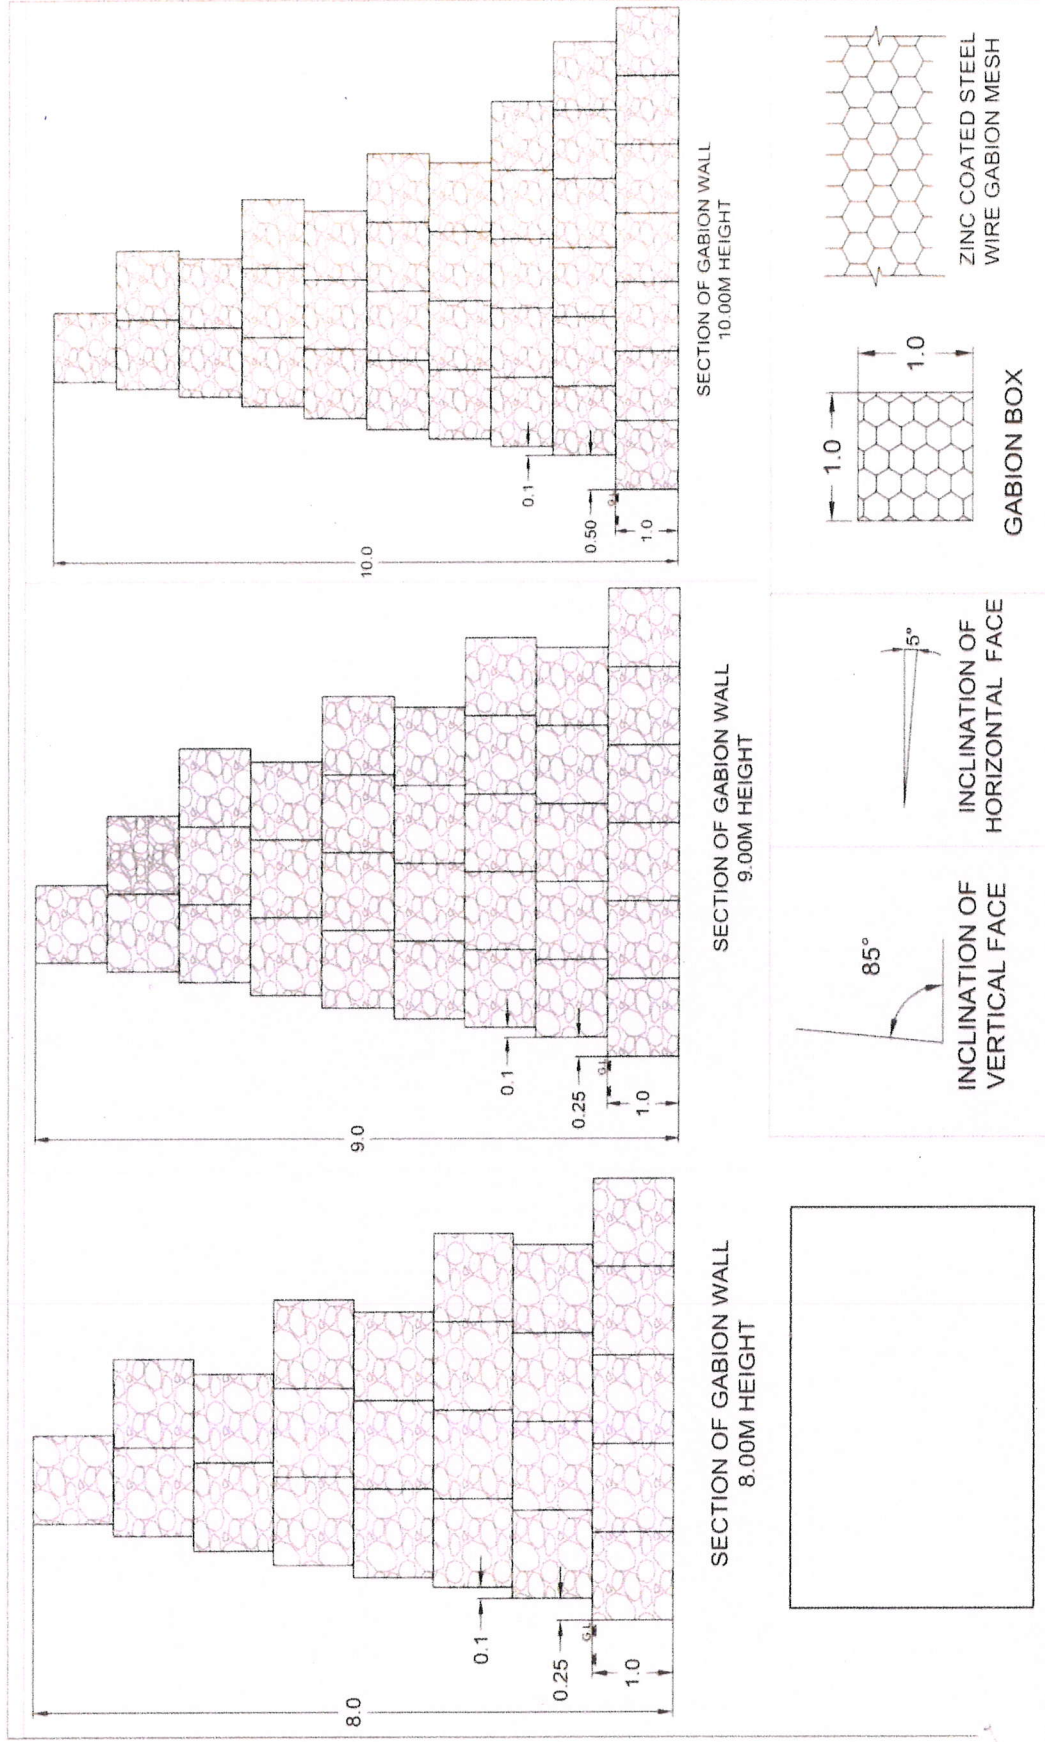 8.0
0.1
0.25
G.L
1.0
SECTION OF GABION WALL
8.00M HEIGHT
9.0
0.1
0.25
G.L
1.0
SECTION OF GABION WALL
9.00M HEIGHT
10.0
0.1
0.50
G.L
1.0
SECTION OF GABION WALL
10.00M HEIGHT
85°
INCLINATION OF
VERTICAL FACE
5°
INCLINATION OF
HORIZONTAL FACE
1.0
1.0
GABION BOX
ZINC COATED STEEL
WIRE GABION MESH